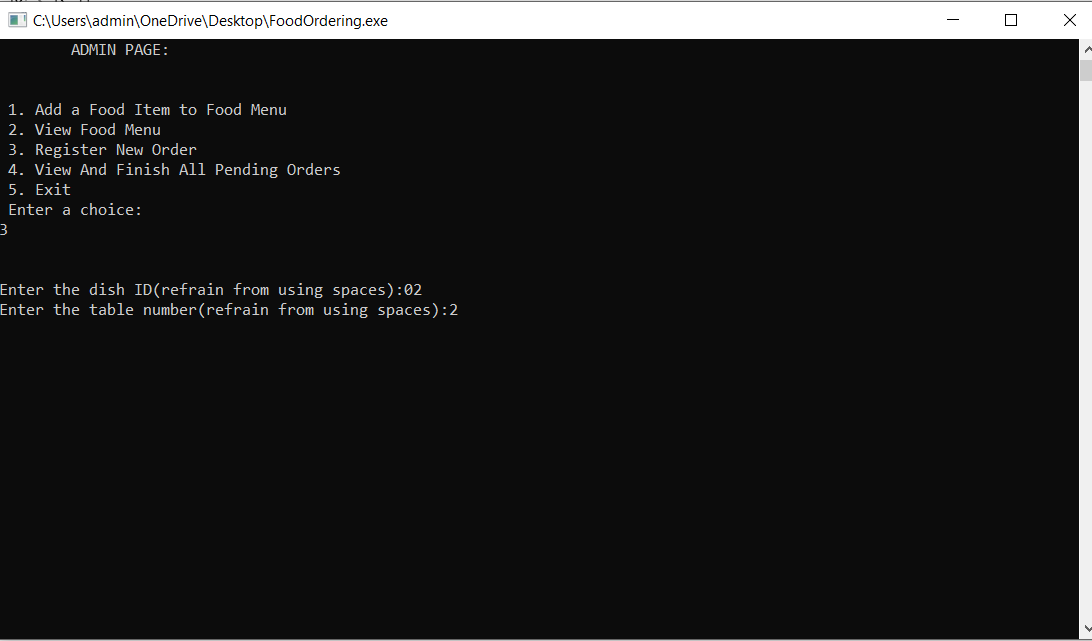 C:\Users\admin\OneDrive\Desktop\FoodOrdering.exe
ADMIN PAGE:
1. Add a Food Item to Food Menu
2. View Food Menu
3. Register New Order
4. View And Finish All Pending Orders
5. Exit
Enter a choice:
3
Enter the dish ID(refrain from using spaces):02
Enter the table number(refrain from using spaces):2